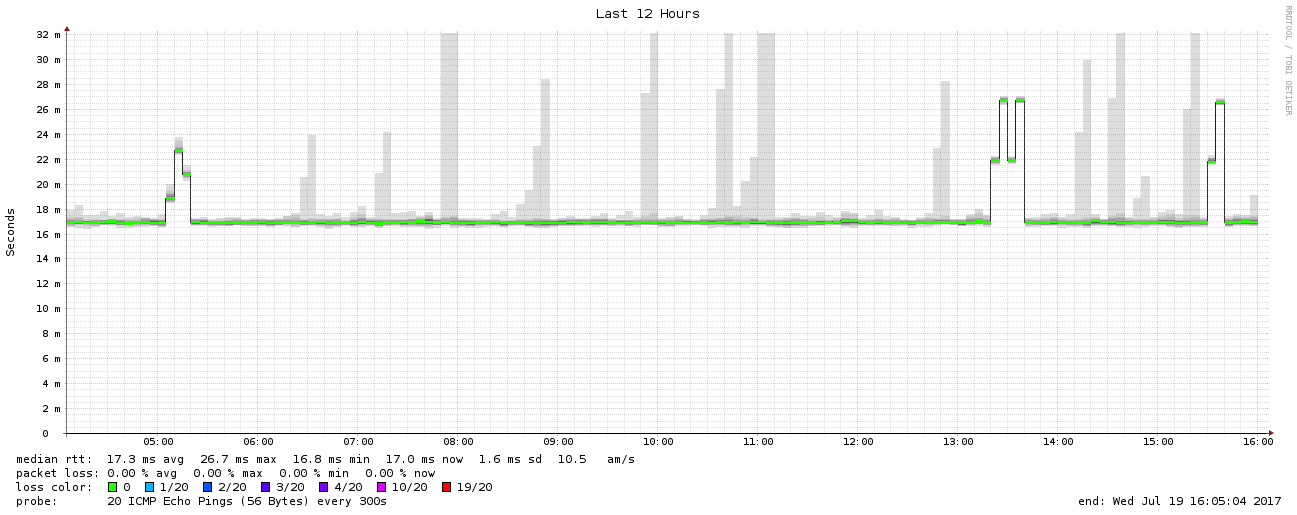 Last 12 Hours
RRDTOOL / TOBI OETIKER
Seconds
32 m
30 m
28 m
26 m
24 m
22 m
20 m
18 m
16 m
14 m
12 m
10 m
8 m
6 m
4 m
2 m
0
05:00 06:00 07:00 08:00 09:00 10:00 11:00 12:00 13:00 14:00 15:00 16:00
median rtt: 17.3 ms avg 26.7 ms max 16.8 ms min 17.0 ms now 1.6 ms sd 10.5 am/s
packet loss: 0.00 % avg 0.00 % max 0.00 % min 0.00 % now
loss color: 0 1/20 2/20 3/20 4/20 10/20 19/20
probe: 20 ICMP Echo Pings (56 Bytes) every 300s end: Wed Jul 19 16:05:04 2017